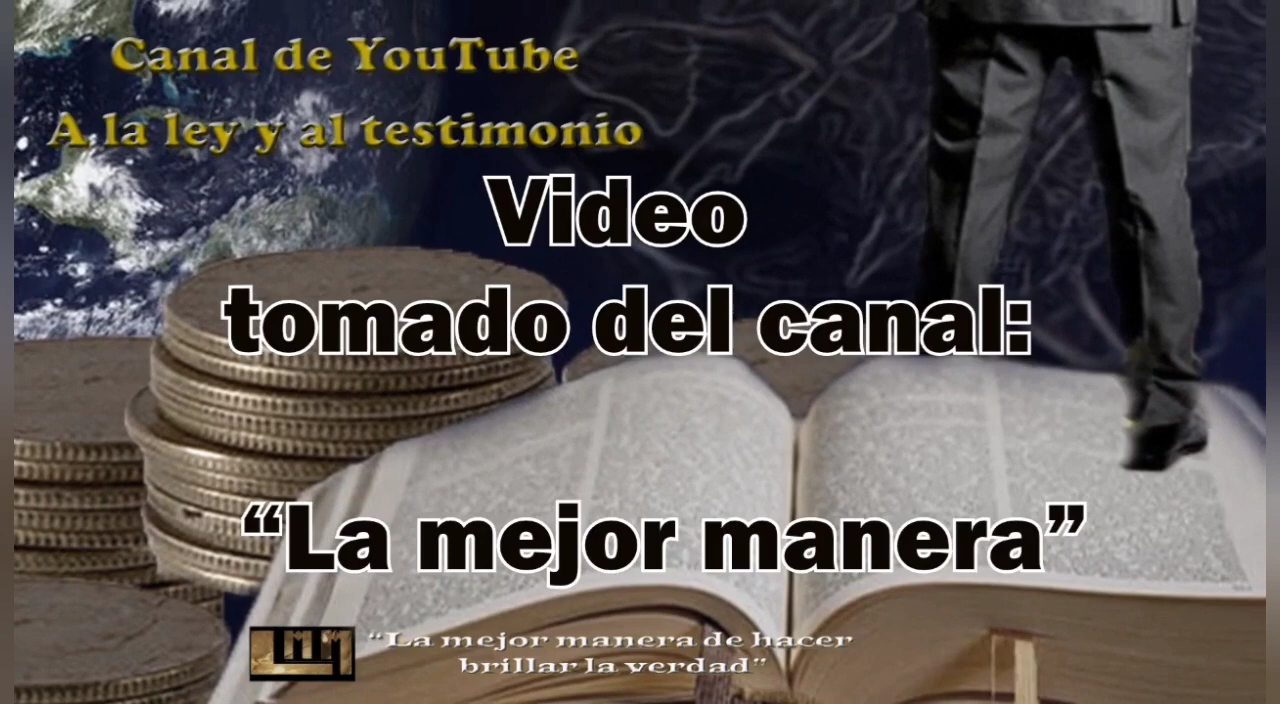 Canal de YouTube
A la ley y al testimonio
Video
tomado del canal:
“La mejor manera”
“La mejor manera de hacer
brillar la verdad”